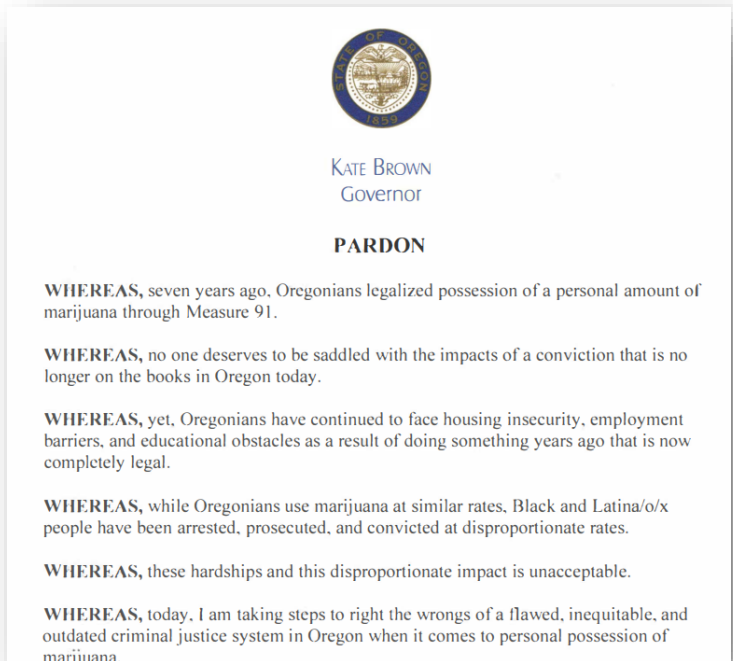 STATE OF OREGON
1859
KATE BROWN
Governor
PARDON
WHEREAS, seven years ago, Oregonians legalized possession of a personal amount of
marijuana through Measure 91.
WHEREAS, no one deserves to be saddled with the impacts of a conviction that is no
longer on the books in Oregon today.
WHEREAS, yet, Oregonians have continued to face housing insecurity, employment
barriers, and educational obstacles as a result of doing something years ago that is now
completely legal.
WHEREAS, while Oregonians use marijuana at similar rates, Black and Latina/o/x
people have been arrested, prosecuted, and convicted at disproportionate rates.
WHEREAS, these hardships and this disproportionate impact is unacceptable.
WHEREAS, today, I am taking steps to right the wrongs of a flawed, inequitable, and
outdated criminal justice system in Oregon when it comes to personal possession of
marijuana.